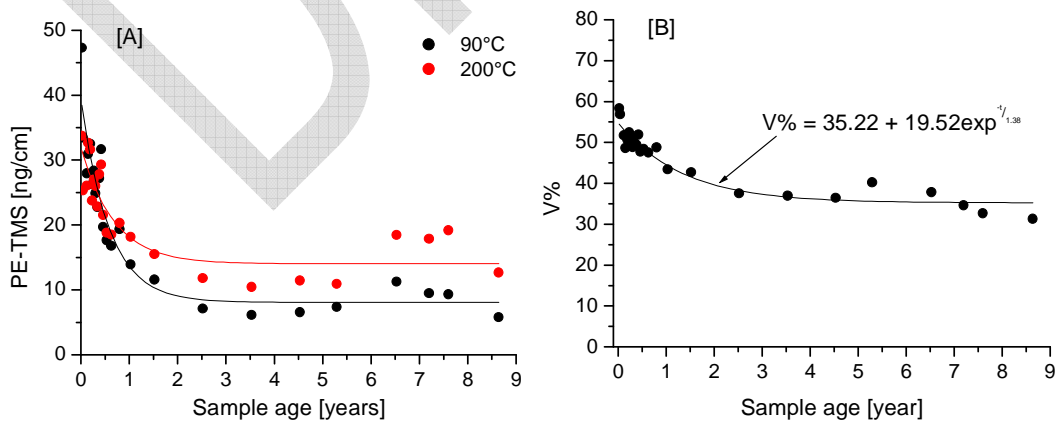 [A]
90°C
200°C
PE-TMS [ng/cm]
50
40
30
20
10
0
0 1 2 3 4 5 6 7 8 9
Sample age [years]
[B]
V% = 35.22 + 19.52exp^-t/1.38
V%
80
70
60
50
40
30
20
10
0
0 1 2 3 4 5 6 7 8 9
Sample age [year]